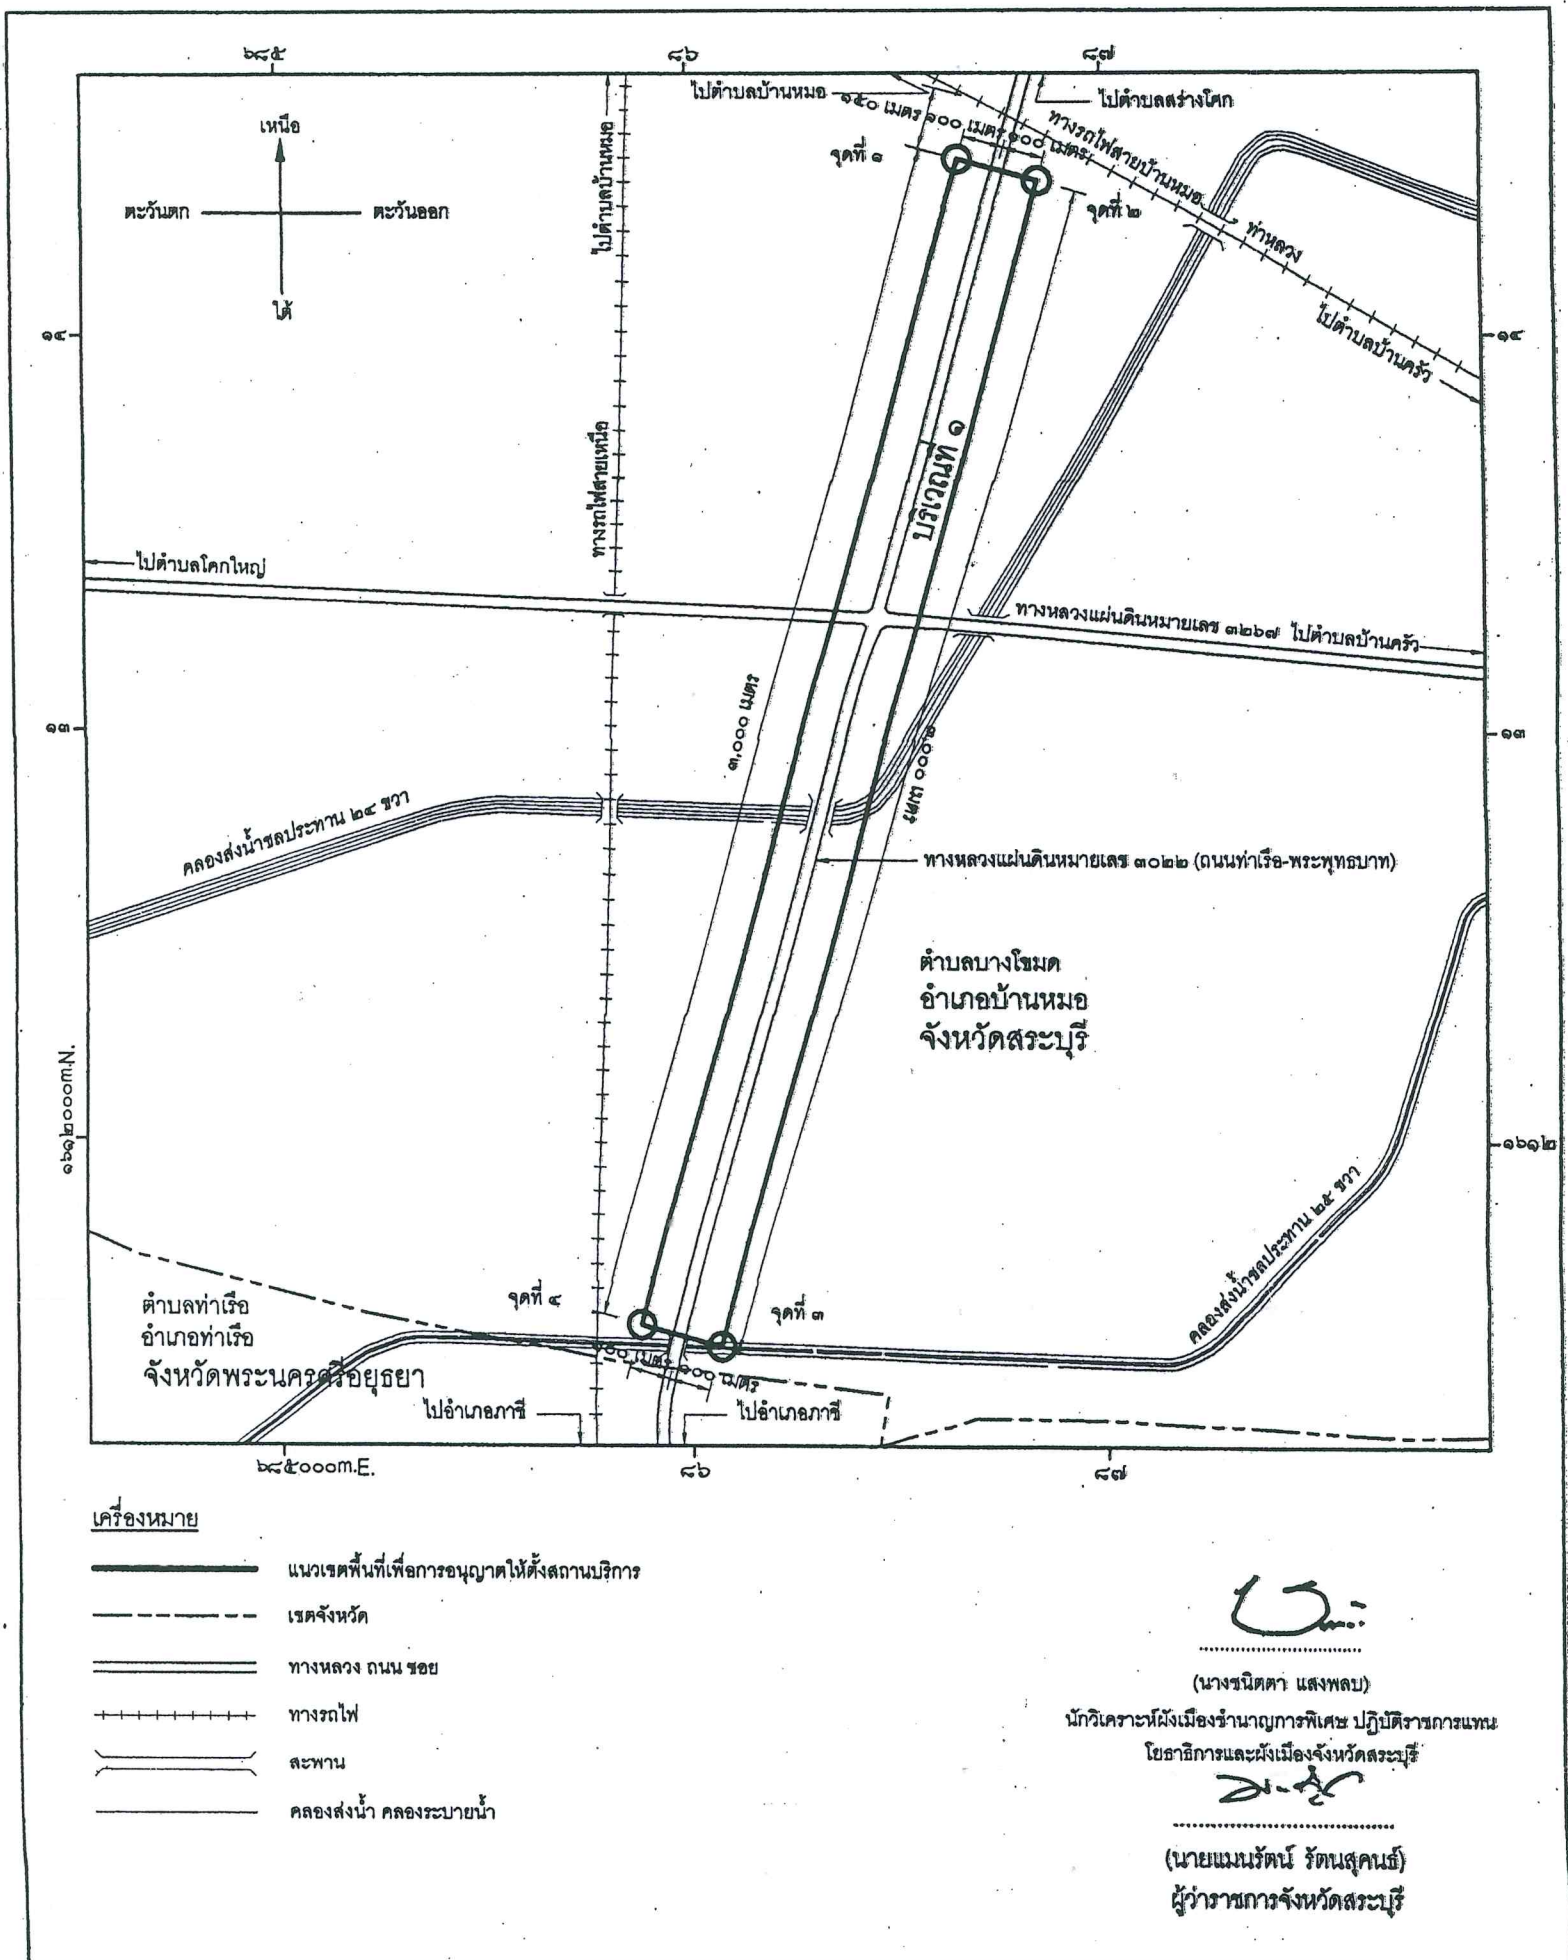 ๖๘๕
๘๖
๘๗
ไปตำบลบ้านหมอ
ไปตำบลสร่างโศก
๑๕๐ เมตร
๑๐๐ เมตร
๑๐๐ เมตร
เหนือ
ตะวันตก
ตะวันออก
ใต้
ไปตำบลบ้านหมอ
จุดที่ ๑
จุดที่ ๒
ทางรถไฟสายบ้านหมอ - ท่าหลวง
ไปตำบลบ้านครัว
๑๔
๑๔
บริเวณที่ ๑
ทางรถไฟสายเหนือ
ไปตำบลโคกใหญ่
ทางหลวงแผ่นดินหมายเลข ๓๒๖๗ ไปตำบลบ้านครัว
๑๓
๑๓
๓,๐๐๐ เมตร
๓,๐๐๐ เมตร
คลองส่งน้ำชลประทาน ๒๔ ขวา
ทางหลวงแผ่นดินหมายเลข ๓๐๒๒ (ถนนท่าเรือ-พระพุทธบาท)
ตำบลบางโขมด
อำเภอบ้านหมอ
จังหวัดสระบุรี
๑๖๑๒๐๐๐m.N.
๑๖๑๒
คลองส่งน้ำชลประทาน ๒๕ ขวา
จุดที่ ๔
จุดที่ ๓
ตำบลท่าเรือ
อำเภอท่าเรือ
จังหวัดพระนครศรีอยุธยา
๑๐๐ เมตร
๑๐๐ เมตร
ไปอำเภอภาชี
ไปอำเภอภาชี
๖๘๕๐๐๐m.E.
๘๖
๘๗
เครื่องหมาย
แนวเขตพื้นที่เพื่อการอนุญาตให้ตั้งสถานบริการ
เขตจังหวัด
ทางหลวง ถนน ซอย
ทางรถไฟ
สะพาน
คลองส่งน้ำ คลองระบายน้ำ
(นางชนิตตา แสงพลบ)
นักวิเคราะห์ผังเมืองชำนาญการพิเศษ ปฏิบัติราชการแทน
โยธาธิการและผังเมืองจังหวัดสระบุรี
(นายแมนรัตน์ รัตนสุคนธ์)
ผู้ว่าราชการจังหวัดสระบุรี